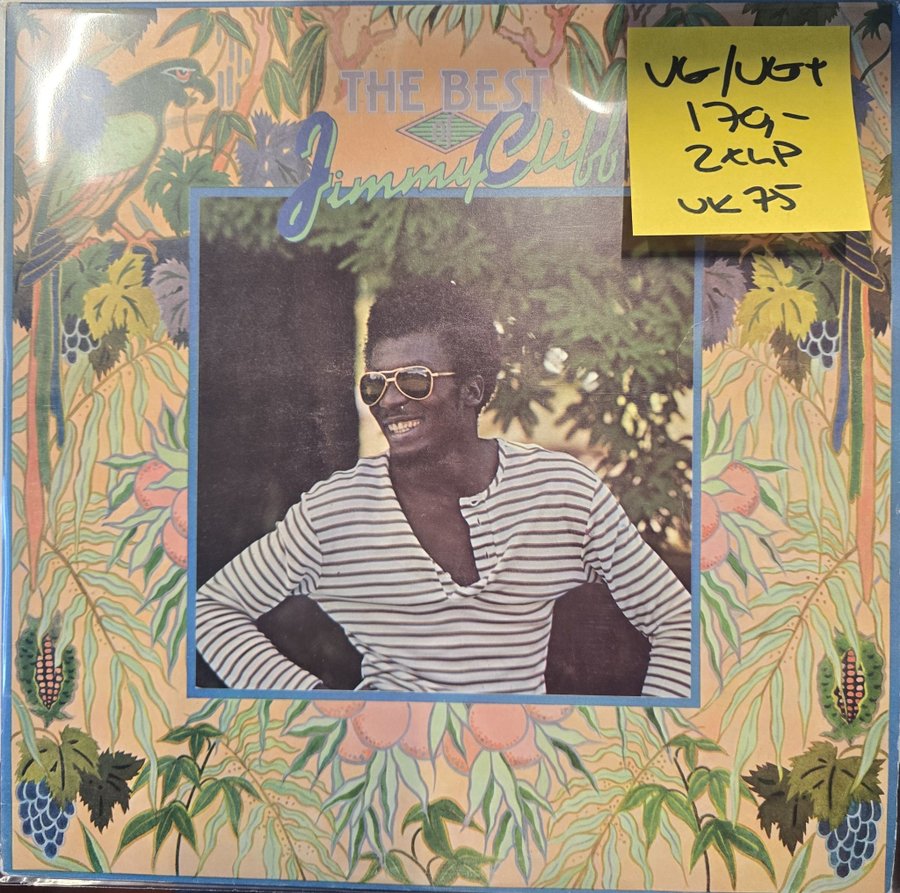 THE BEST
OF
Jimmy Cliff
VG/VG+
179,-
2xLP
UK 75